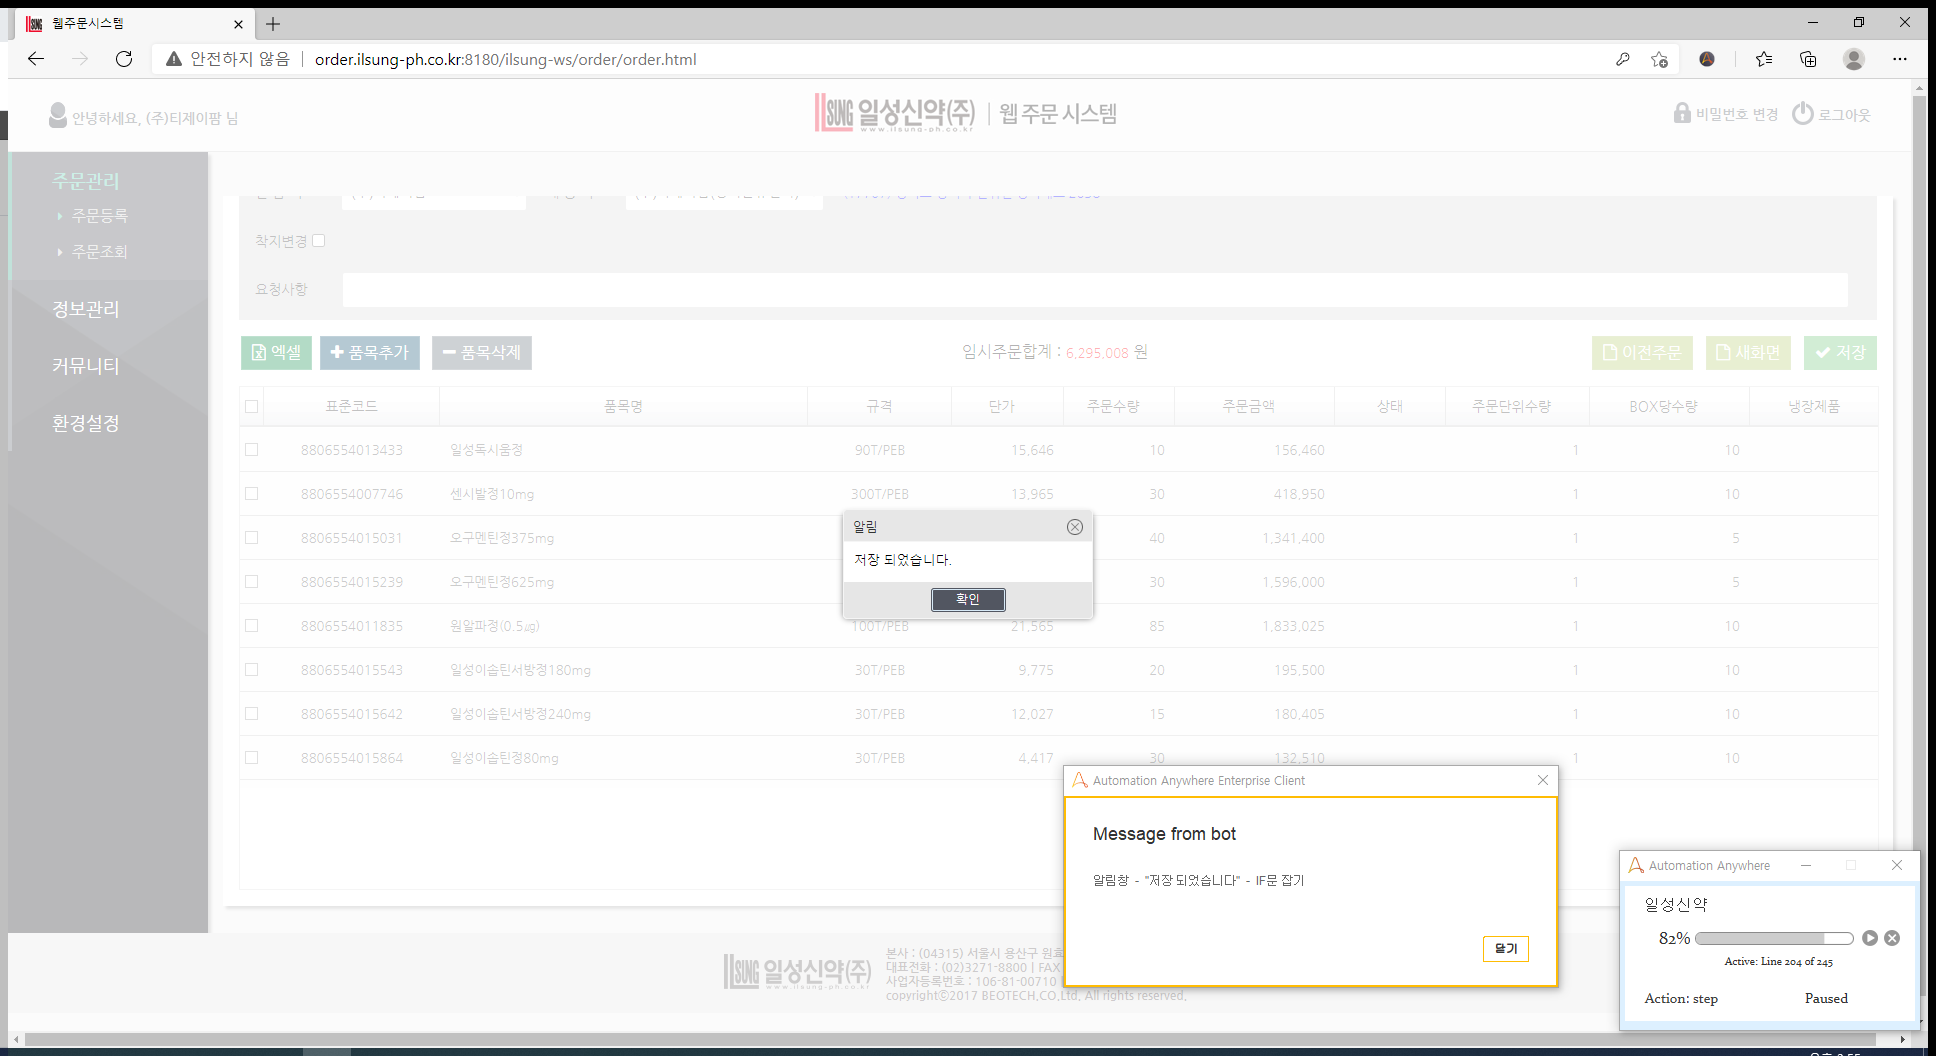 웹주문시스템
안전하지 않음
order.ilsung-ph.co.kr:8180/ilsung-ws/order/order.html
안녕하세요, (주)티제이팜 님
ILSUNG 일성신약(주) 웹 주문 시스템
www.ilsung-ph.co.kr
비밀번호 변경 로그아웃
주문관리
주문등록
주문조회
정보관리
커뮤니티
환경설정
착지변경
요청사항
엑셀 품목추가 품목삭제 임시주문합계 : 6,295,008 원 이전주문 새화면 저장
표준코드 품목명 규격 단가 주문수량 주문금액 상태 주문단위수량 BOX당수량 냉장제품
8806554013433 일성독시움정 90T/PEB 15,646 10 156,460 1 10
8806554007746 센시발정10mg 300T/PEB 13,965 30 418,950 1 10
8806554015031 오구멘틴정375mg 40 1,341,400 1 5
8806554015239 오구멘틴정625mg 30 1,596,000 1 5
8806554011835 원알파정(0.5㎍) 100T/PEB 21,565 85 1,833,025 1 10
8806554015543 일성이솝틴서방정180mg 30T/PEB 9,775 20 195,500 1 10
8806554015642 일성이솝틴서방정240mg 30T/PEB 12,027 15 180,405 1 10
8806554015864 일성이솝틴정80mg 30T/PEB 4,417 30 132,510 1 10
알림
저장 되었습니다.
확인
Automation Anywhere Enterprise Client
Message from bot
알림창 - "저장 되었습니다" - IF문 잡기
닫기
Automation Anywhere
일성신약
82%
Active: Line 204 of 245
Action: step Paused
ILSUNG 일성신약(주)
www.ilsung-ph.co.kr
본사 : (04315) 서울시 용산구 원효
대표전화 : (02)3271-8800 | FAX
사업자등록번호 : 106-81-00710
copyrightⓒ2017 BEOTECH,CO,Ltd, All rights reserved,